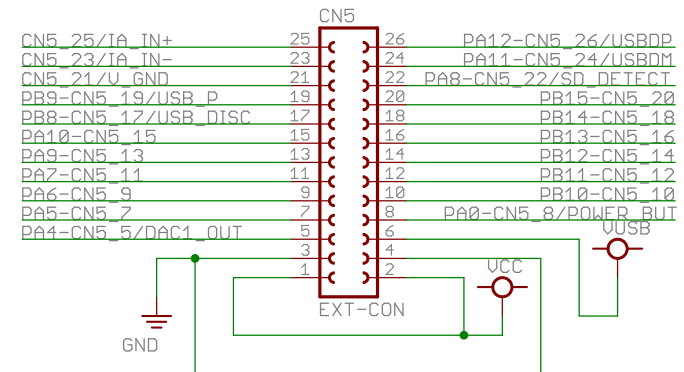 CN5
CN5_25/IA_IN+ 25 26 PA12-CN5_26/USBDP
CN5_23/IA_IN- 23 24 PA11-CN5_24/USBDM
CN5_21/V_GND 21 22 PA8-CN5_22/SD_DETECT
PB9-CN5_19/USB_P 19 20 PB15-CN5_20
PB8-CN5_17/USB_DISC 17 18 PB14-CN5_18
PA10-CN5_15 15 16 PB13-CN5_16
PA9-CN5_13 13 14 PB12-CN5_14
PA7-CN5_11 11 12 PB11-CN5_12
PA6-CN5_9 9 10 PB10-CN5_10
PA5-CN5_7 7 8 PA0-CN5_8/POWER_BUT
PA4-CN5_5/DAC1_OUT 5 6 VUSB
3 4
1 2 VCC
EXT-CON
GND